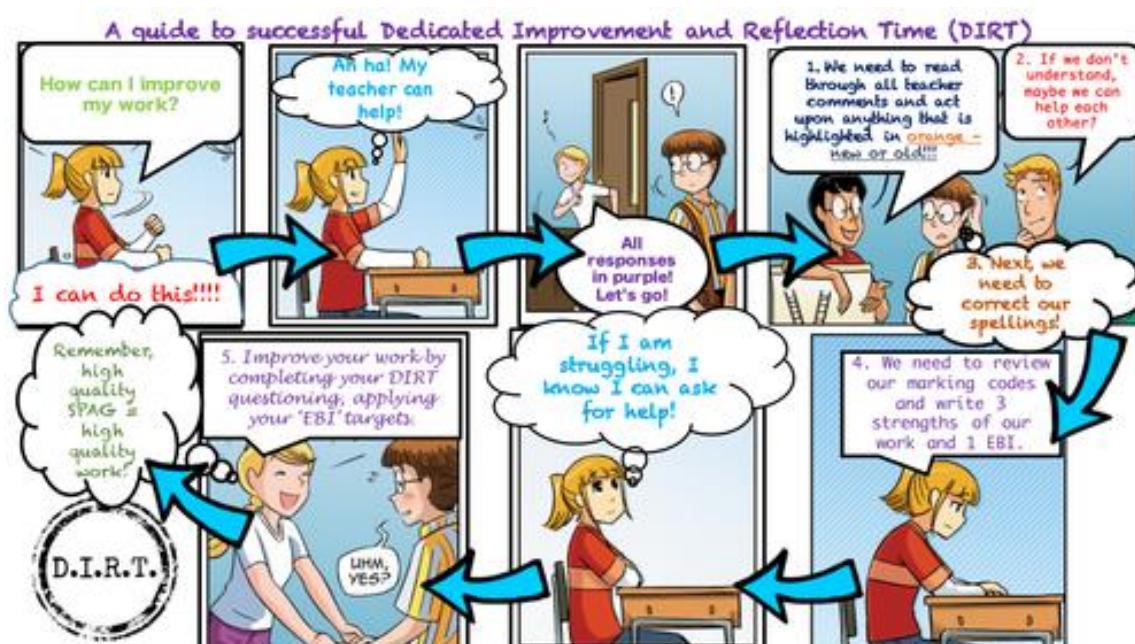 A guide to successful Dedicated Improvement and Reflection Time (DIRT)
How can I improve
my work?
I can do this!!!!
Ah ha! My
teacher can
help!
!
All
responses
in purple!
Let's go!
1. We need to read
through all teacher
comments and act
upon anything that is
highlighted in orange -
new or old!!!
2. If we don't
understand,
maybe we can
help each
other?
3. Next, we
need to
correct our
spellings!
4. We need to review
our marking codes
and write 3
strengths of our
work and 1 EBI.
If I am
struggling, I
know I can ask
for help!
5. Improve your work by
completing your DIRT
questioning, applying
your 'EBI' targets.
UHM,
YES?
Remember,
high
quality
SPAG =
high
quality
work!
D.I.R.T.